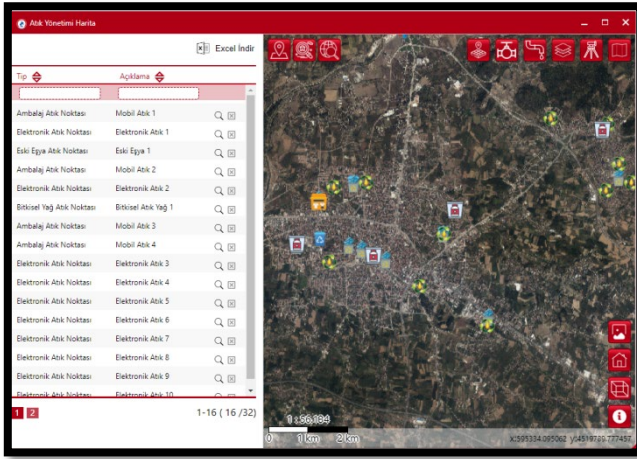 Atık Yönetimi Harita
Excel İndir
Tip Açıklama
Ambalaj Atık Noktası Mobil Atık 1
Elektronik Atık Noktası Elektronik Atık 1
Eski Eşya Atık Noktası Eski Eşya 1
Ambalaj Atık Noktası Mobil Atık 2
Elektronik Atık Noktası Elektronik Atık 2
Bitkisel Yağ Atık Noktası Bitkisel Atık Yağ 1
Ambalaj Atık Noktası Mobil Atık 3
Ambalaj Atık Noktası Mobil Atık 4
Elektronik Atık Noktası Elektronik Atık 3
Elektronik Atık Noktası Elektronik Atık 4
Elektronik Atık Noktası Elektronik Atık 5
Elektronik Atık Noktası Elektronik Atık 6
Elektronik Atık Noktası Elektronik Atık 7
Elektronik Atık Noktası Elektronik Atık 8
Elektronik Atık Noktası Elektronik Atık 9
Elektronik Atık Noktası Elektronik Atık 10
1 2 1-16 ( 16 /32)
1 : 56,184
0 1km 2km
x:595334.095062 y:4519789.777457